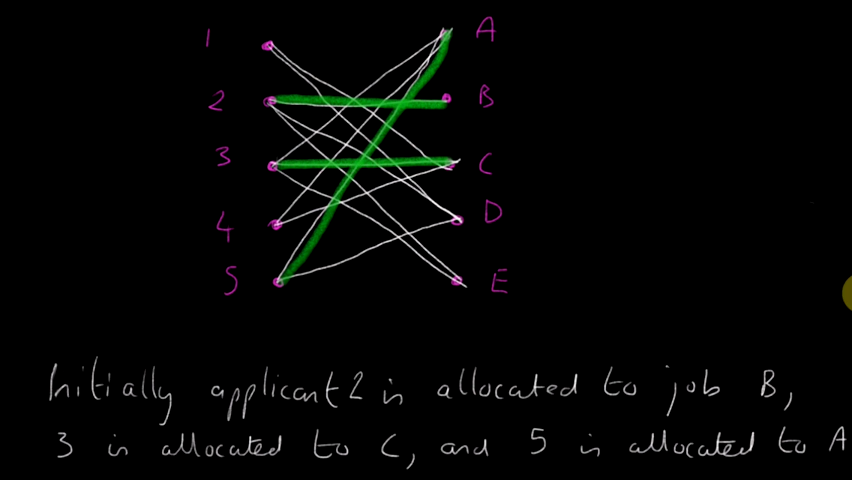 1 A
2 B
3 C
4 D
5 E
Initially applicant 2 is allocated to job B,
3 is allocated to C, and 5 is allocated to A